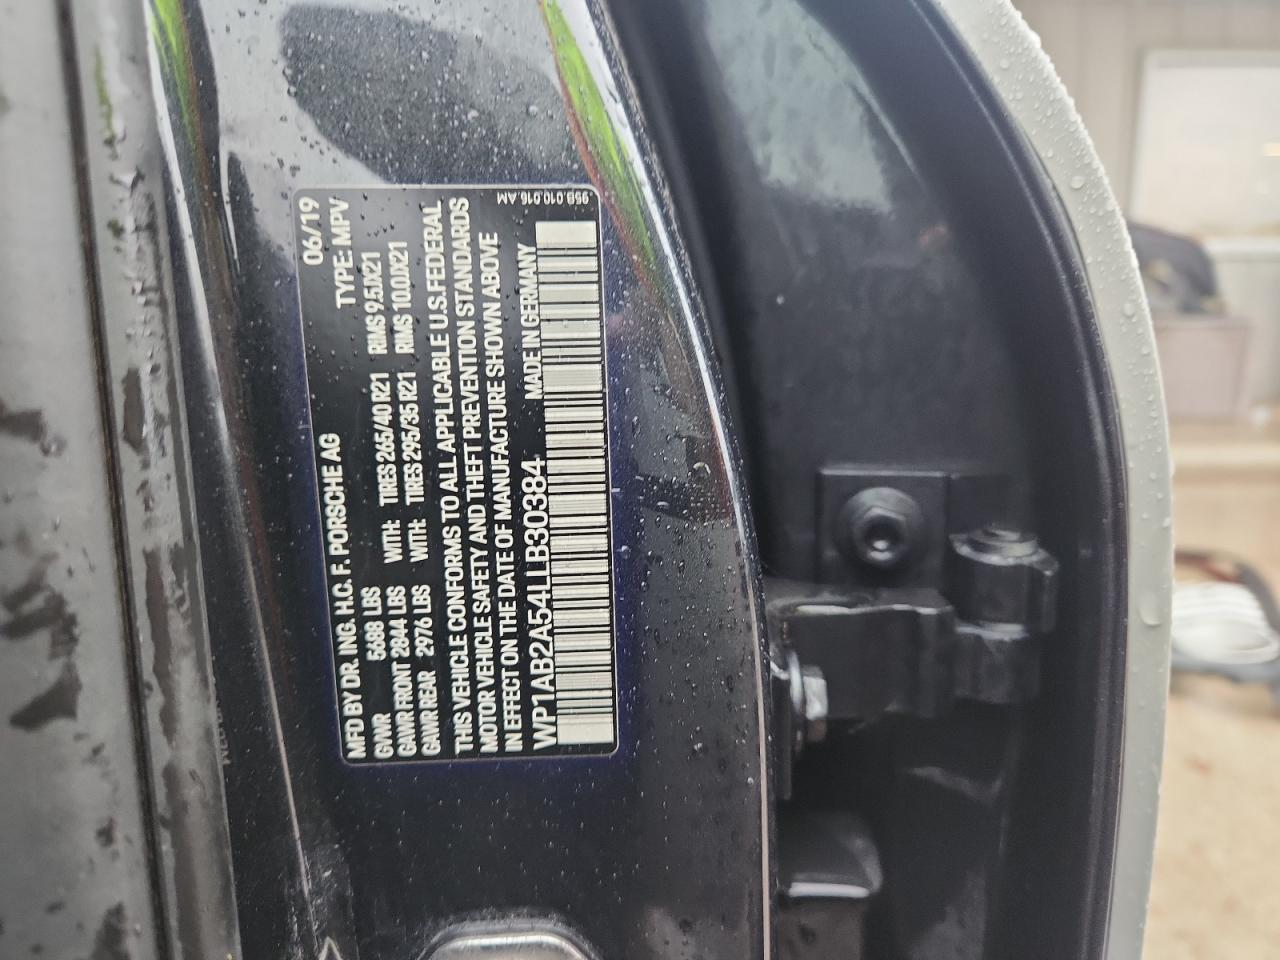 06/19
MFD BY DR. ING. H.C. F. PORSCHE AG TYPE: MPV
GVWR 5688 LBS
GAWR FRONT 2844 LBS WITH: TIRES 265/40 R21 RIMS 9.5JX21
GAWR REAR 2976 LBS WITH: TIRES 295/35 R21 RIMS 10.0JX21
THIS VEHICLE CONFORMS TO ALL APPLICABLE U.S. FEDERAL
MOTOR VEHICLE SAFETY AND THEFT PREVENTION STANDARDS
IN EFFECT ON THE DATE OF MANUFACTURE SHOWN ABOVE
WP1AB2A54LLB30384 MADE IN GERMANY
95B.010.016.AM